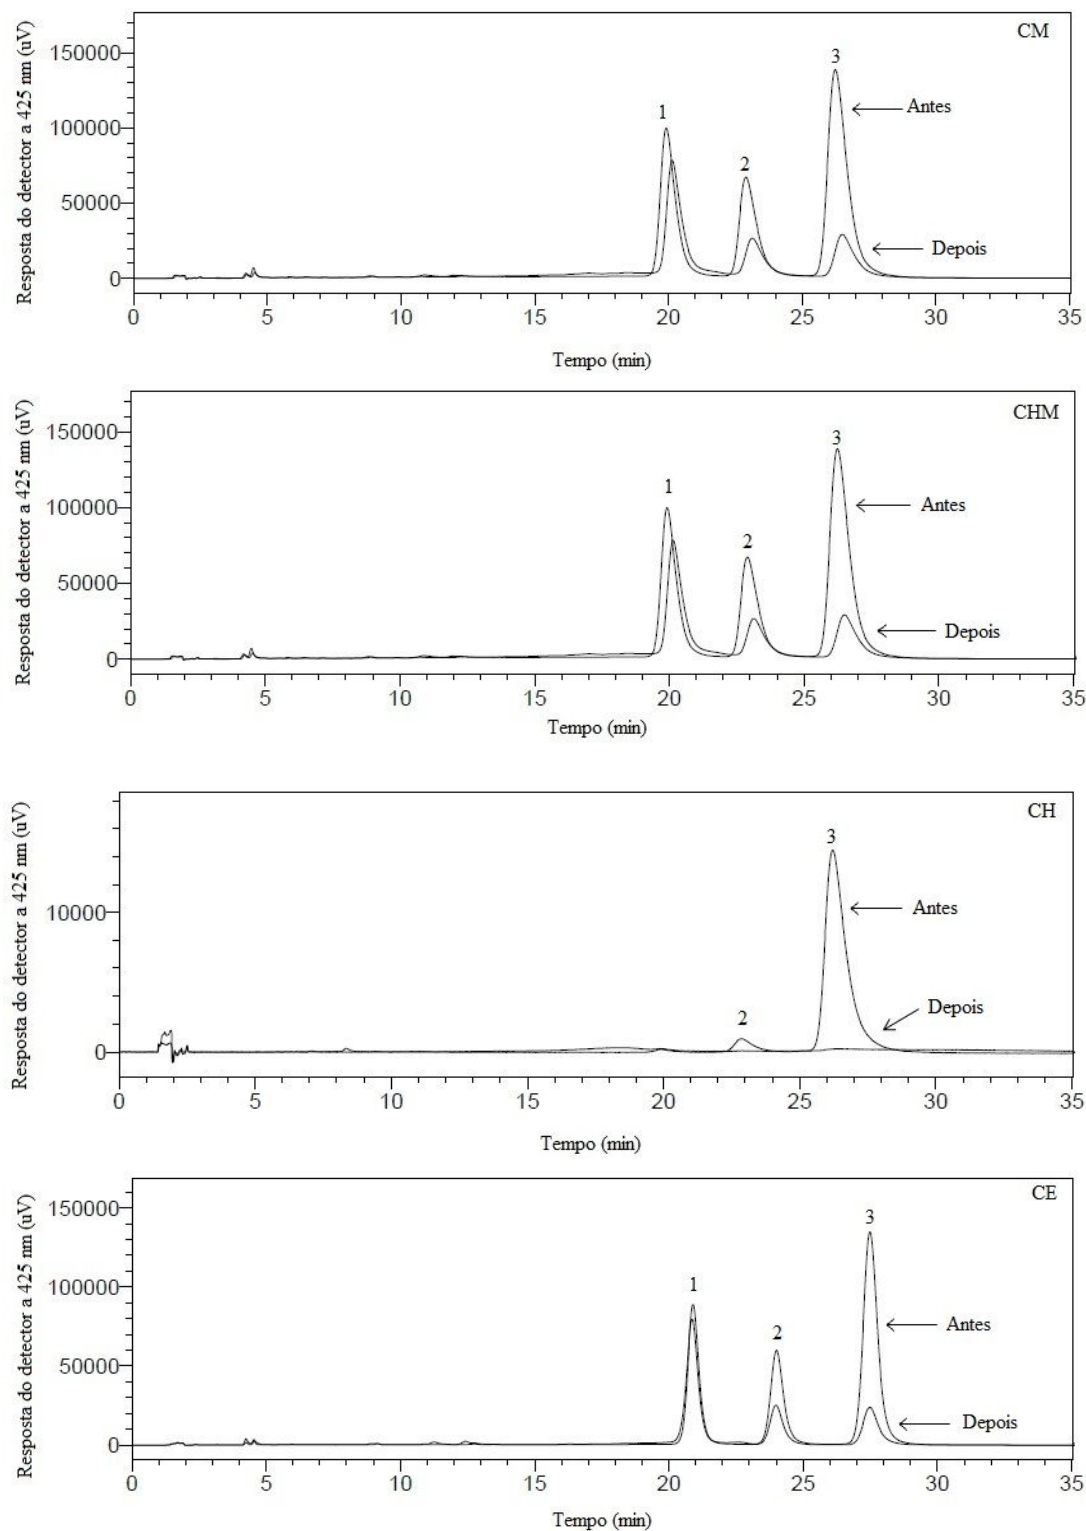 CM
Resposta do detector a 425 nm (uV)
150000
100000
50000
0
1
2
3
Antes
Depois
0 5 10 15 20 25 30 35
Tempo (min)
CHM
Resposta do detector a 425 nm (uV)
150000
100000
50000
0
1
2
3
Antes
Depois
0 5 10 15 20 25 30 35
Tempo (min)
CH
Resposta do detector a 425 nm (uV)
10000
0
2
3
Antes
Depois
0 5 10 15 20 25 30 35
Tempo (min)
CE
Resposta do detector a 425 nm (uV)
150000
100000
50000
0
1
2
3
Antes
Depois
0 5 10 15 20 25 30 35
Tempo (min)